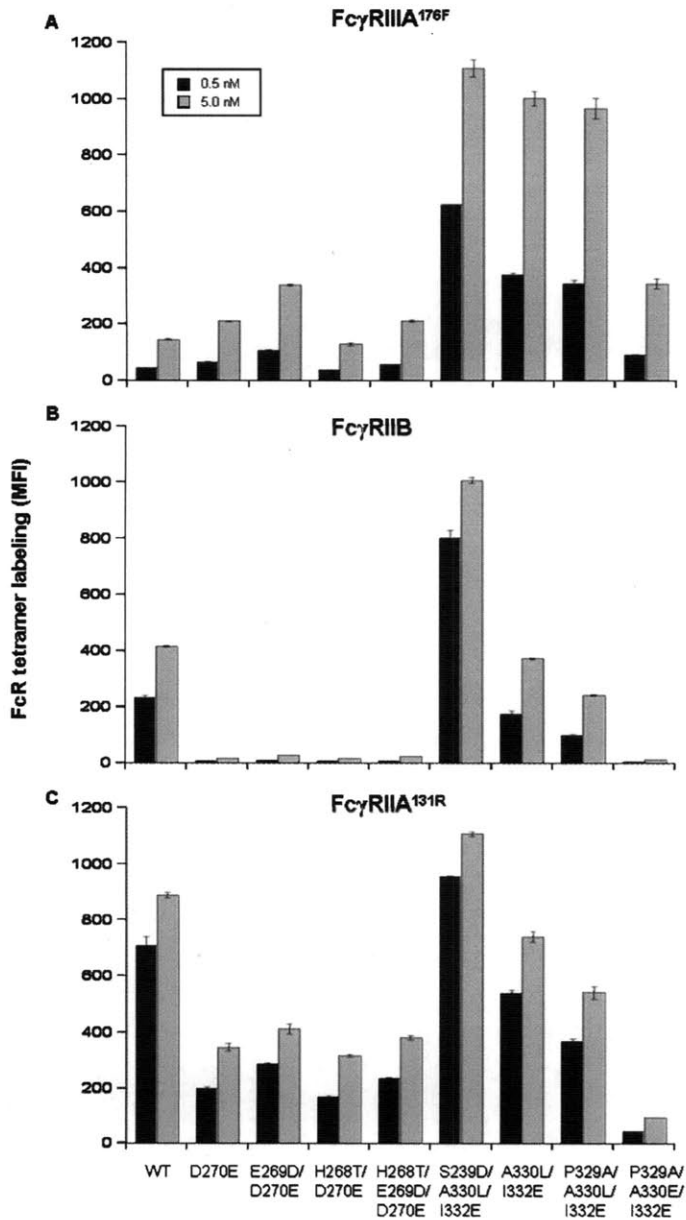 A
FcγRIIIA176F
1200
1000
800
600
400
200
0
0.5 nM
5.0 nM
B
FcγRIIB
1200
1000
800
600
400
200
0
FcR tetramer labeling (MFI)
C
FcγRIIA131R
1200
1000
800
600
400
200
0
WT D270E E269D/ H268T/ H268T/ S239D/ A330L/ P329A/ P329A/
D270E D270E E269D/ A330L/ I332E A330L/ A330E/
D270E I332E I332E I332E